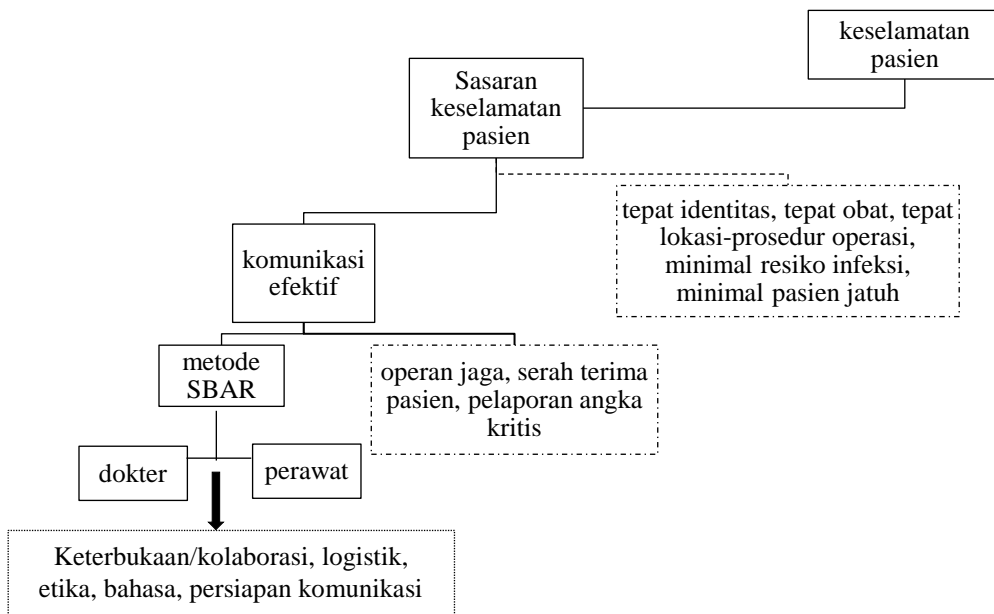 keselamatan
pasien
Sasaran
keselamatan
pasien
tepat identitas, tepat obat, tepat
lokasi-prosedur operasi,
minimal resiko infeksi,
minimal pasien jatuh
komunikasi
efektif
metode
SBAR
operan jaga, serah terima
pasien, pelaporan angka
kritis
dokter
perawat
Keterbukaan/kolaborasi, logistik,
etika, bahasa, persiapan komunikasi